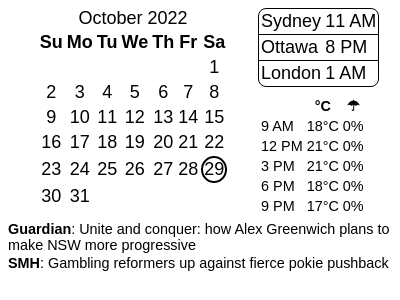 October 2022
Su Mo Tu We Th Fr Sa
1
2 3 4 5 6 7 8
9 10 11 12 13 14 15
16 17 18 19 20 21 22
23 24 25 26 27 28 29
30 31
Sydney 11 AM
Ottawa 8 PM
London 1 AM
°C ☂
9 AM 18°C 0%
12 PM 21°C 0%
3 PM 21°C 0%
6 PM 18°C 0%
9 PM 17°C 0%
Guardian: Unite and conquer: how Alex Greenwich plans to
make NSW more progressive
SMH: Gambling reformers up against fierce pokie pushback